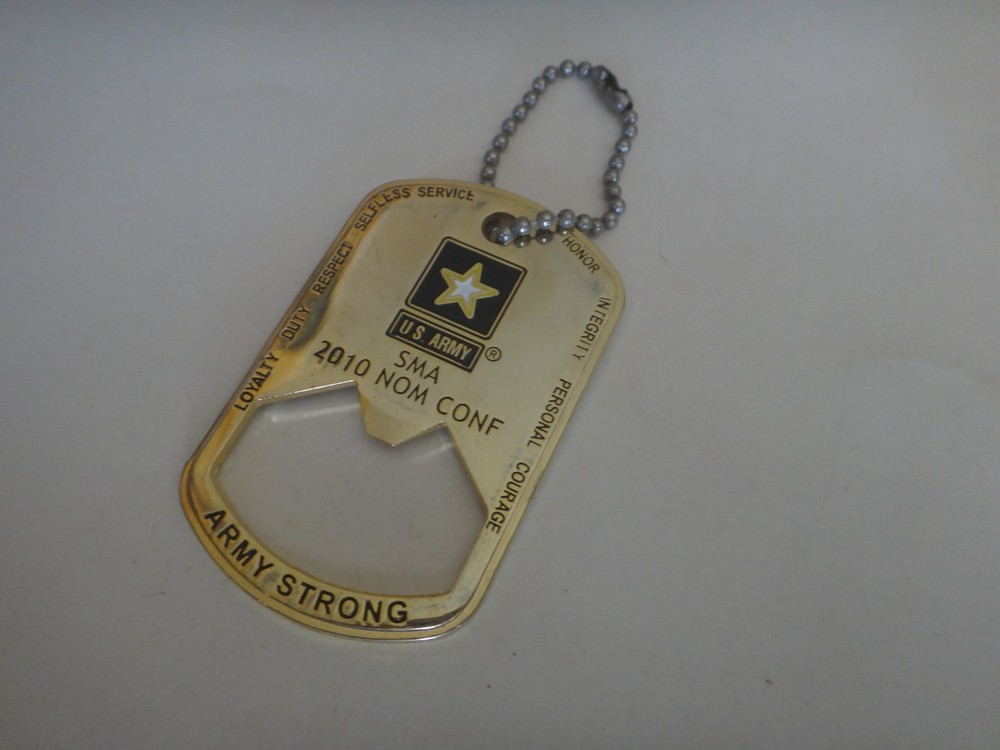 LOYALTY DUTY RESPECT SELFLESS SERVICE
HONOR INTEGRITY PERSONAL COURAGE
U.S. ARMY®
SMA
2010 NOM CONF
ARMY STRONG